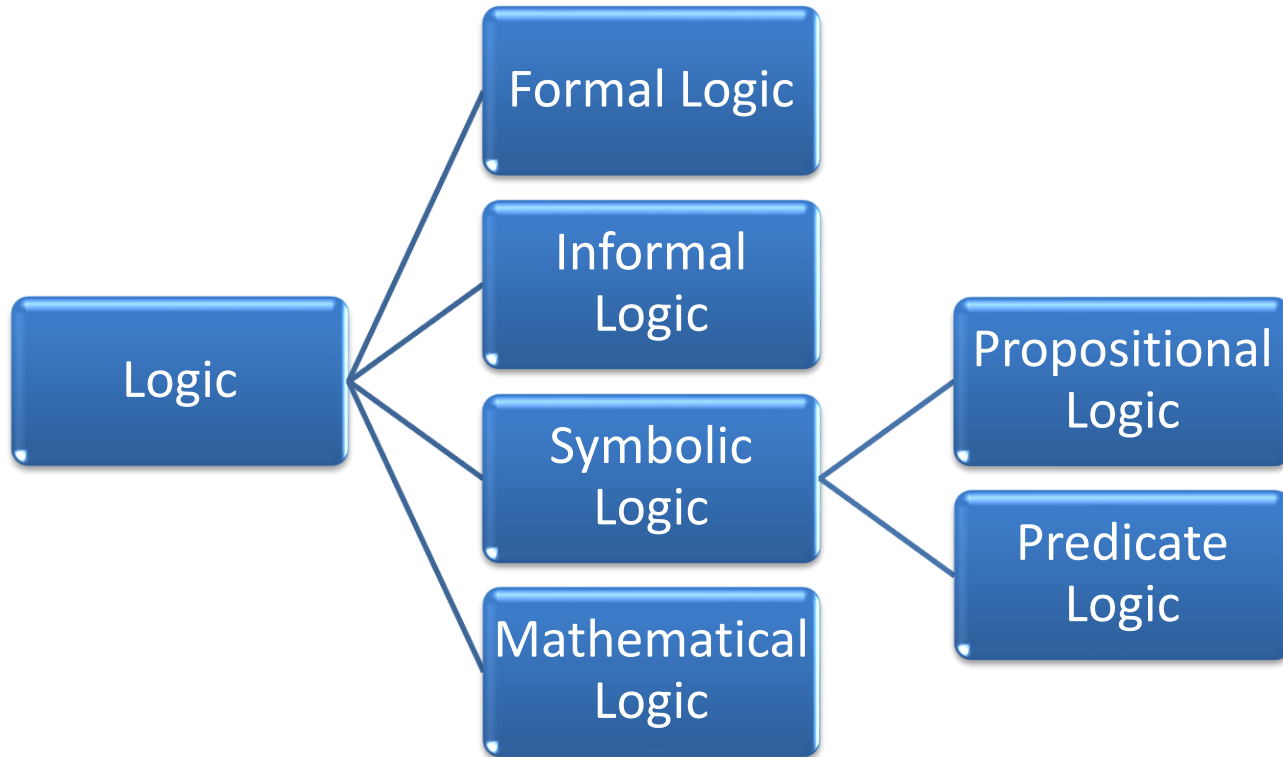 Logic
Formal Logic
Informal
Logic
Symbolic
Logic
Mathematical
Logic
Propositional
Logic
Predicate
Logic